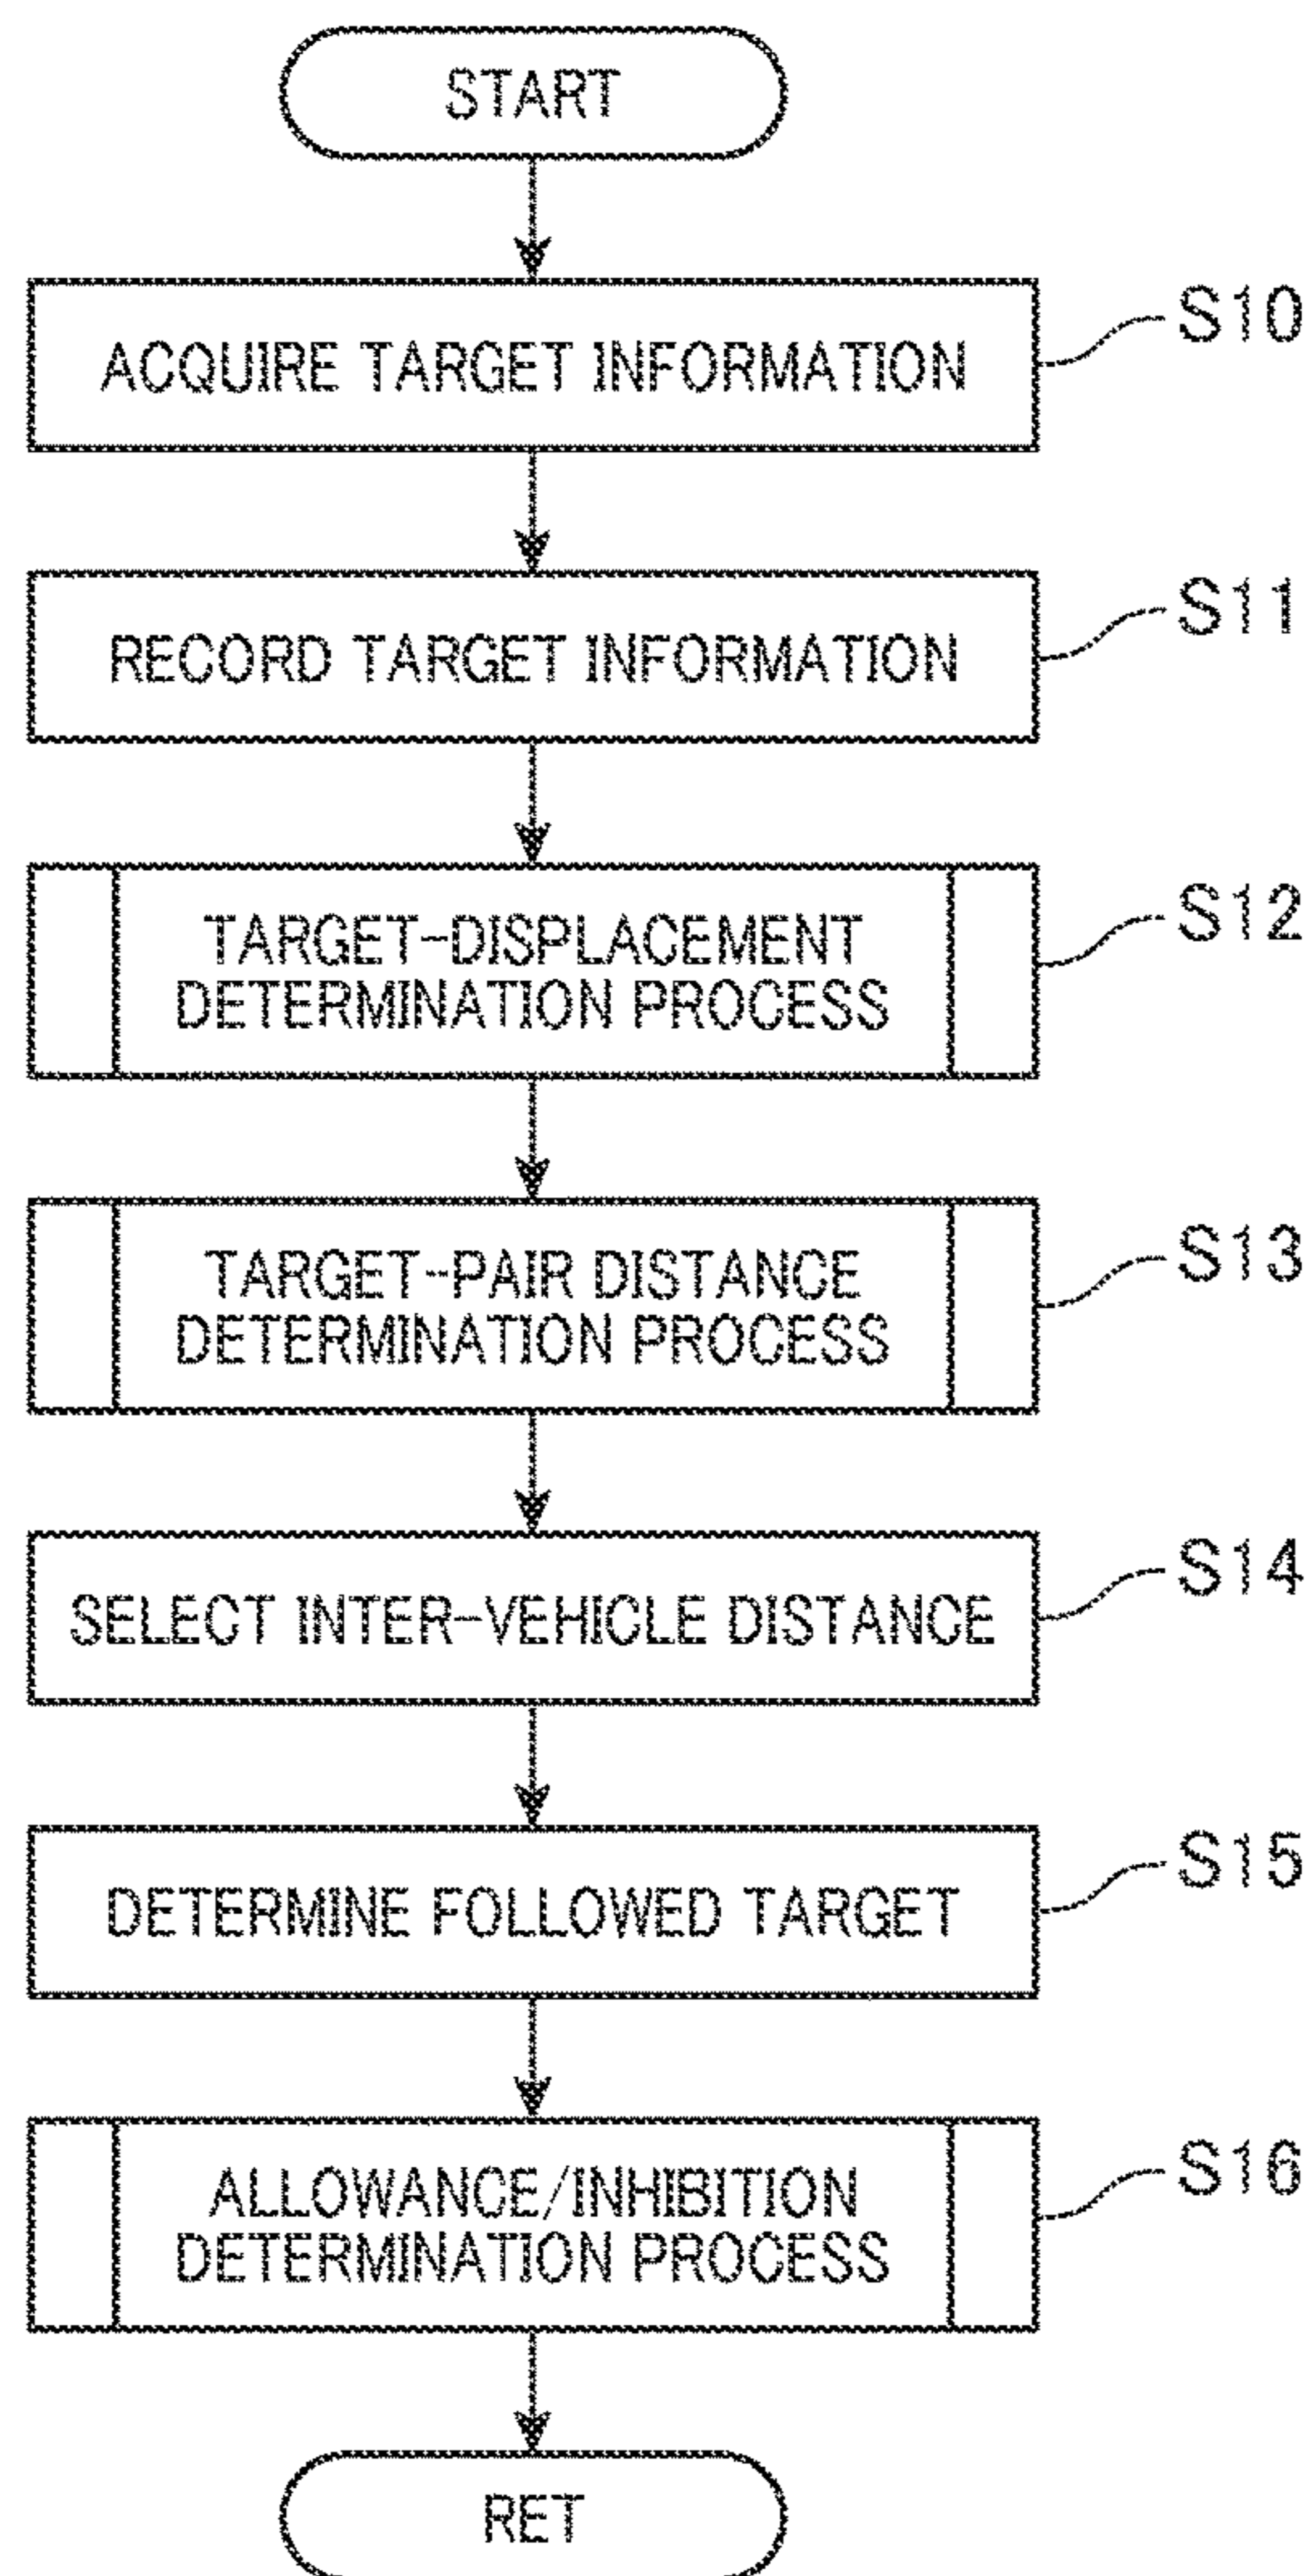 START
ACQUIRE TARGET INFORMATION
S10
RECORD TARGET INFORMATION
S11
TARGET-DISPLACEMENT
DETERMINATION PROCESS
S12
TARGET-PAIR DISTANCE
DETERMINATION PROCESS
S13
SELECT INTER-VEHICLE DISTANCE
S14
DETERMINE FOLLOWED TARGET
S15
ALLOWANCE/INHIBITION
DETERMINATION PROCESS
S16
RET